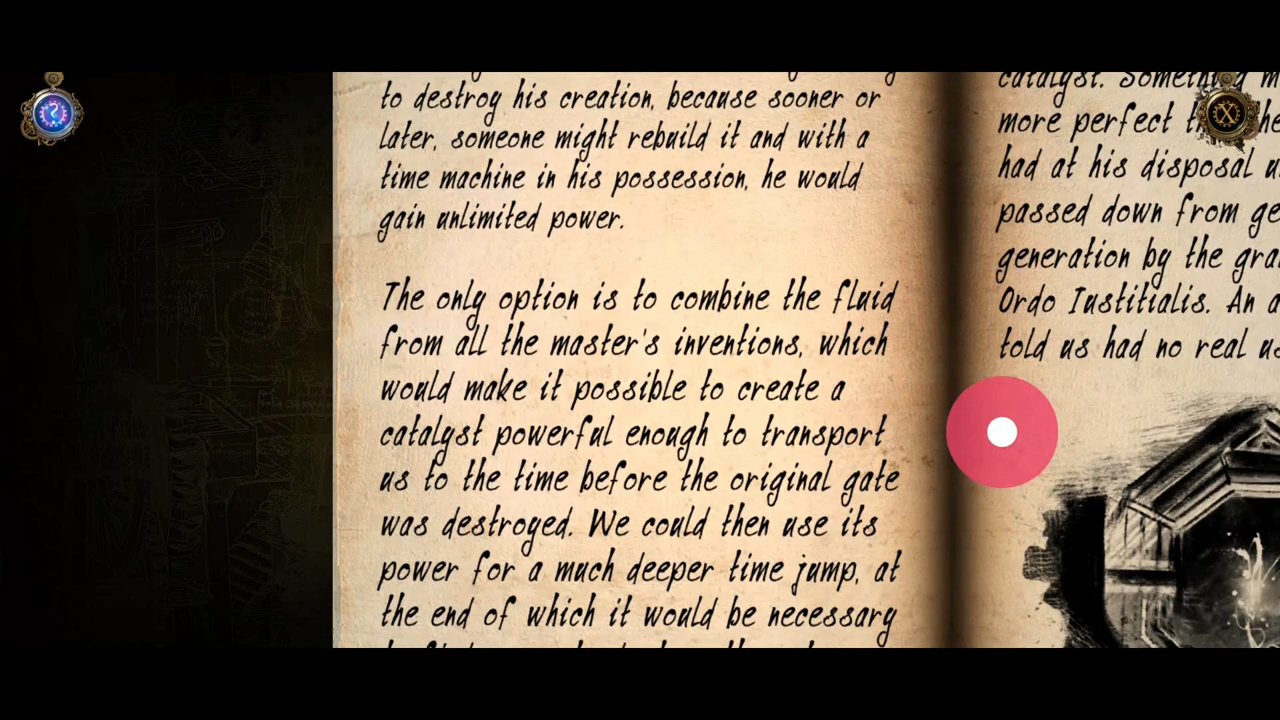 to destroy his creation, because sooner or
later, someone might rebuild it and with a
time machine in his possession, he would
gain unlimited power.
The only option is to combine the fluid
from all the master's inventions, which
would make it possible to create a
catalyst powerful enough to transport
us to the time before the original gate
was destroyed. We could then use its
power for a much deeper time jump, at
the end of which it would be necessary
catalyst. Something
more perfect
had at his disposal
passed down from
generation by the
Ordo Iustitialis. An
told us had no real
?
X